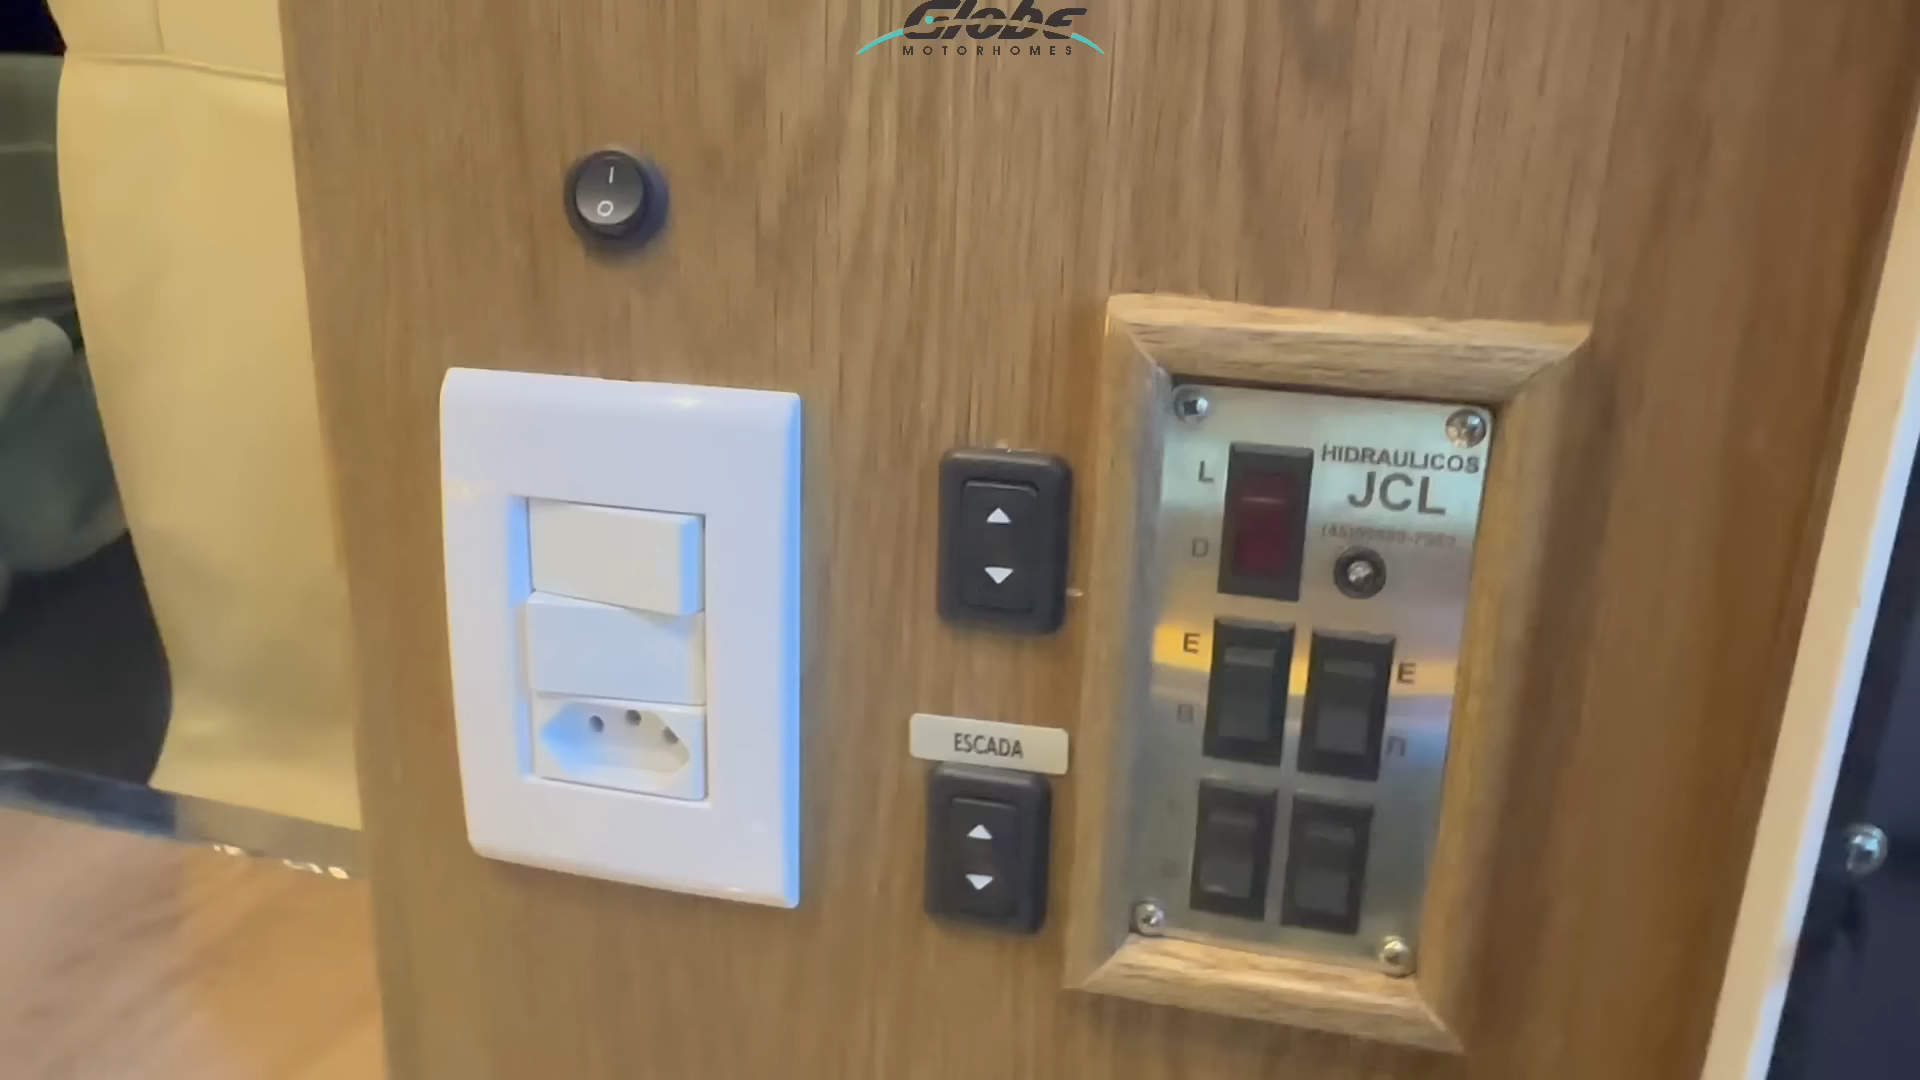 Globe
MOTORHOMES
I
O
HIDRAULICOS
JCL
L
D
E
E
ESCADA